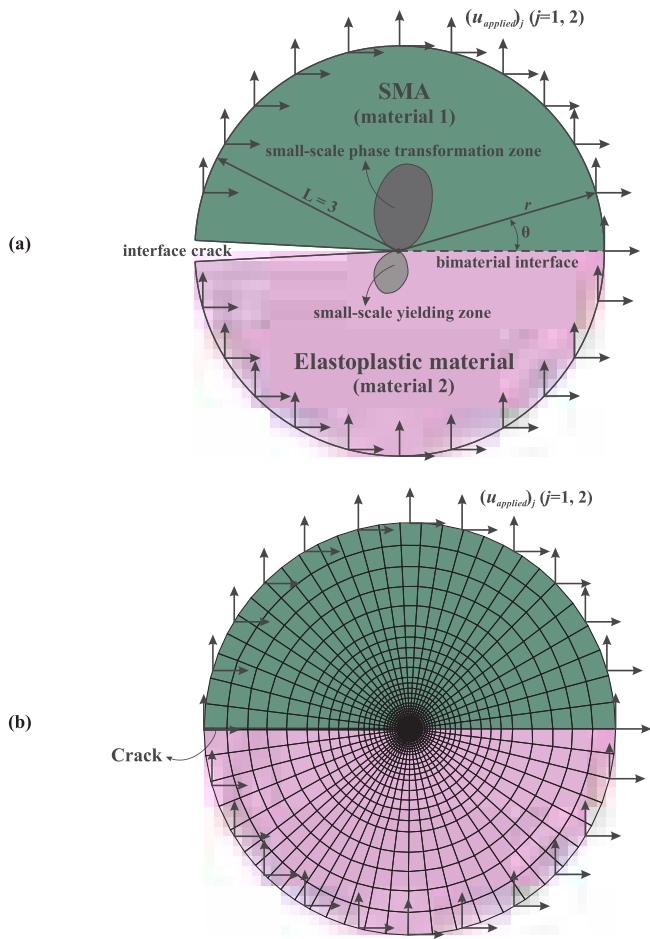 (u_applied)_j (j=1, 2)
SMA
(material 1)
small-scale phase transformation zone
L = 3
r
θ
(a)
interface crack
bimaterial interface
small-scale yielding zone
Elastoplastic material
(material 2)
(u_applied)_j (j=1, 2)
(b)
Crack